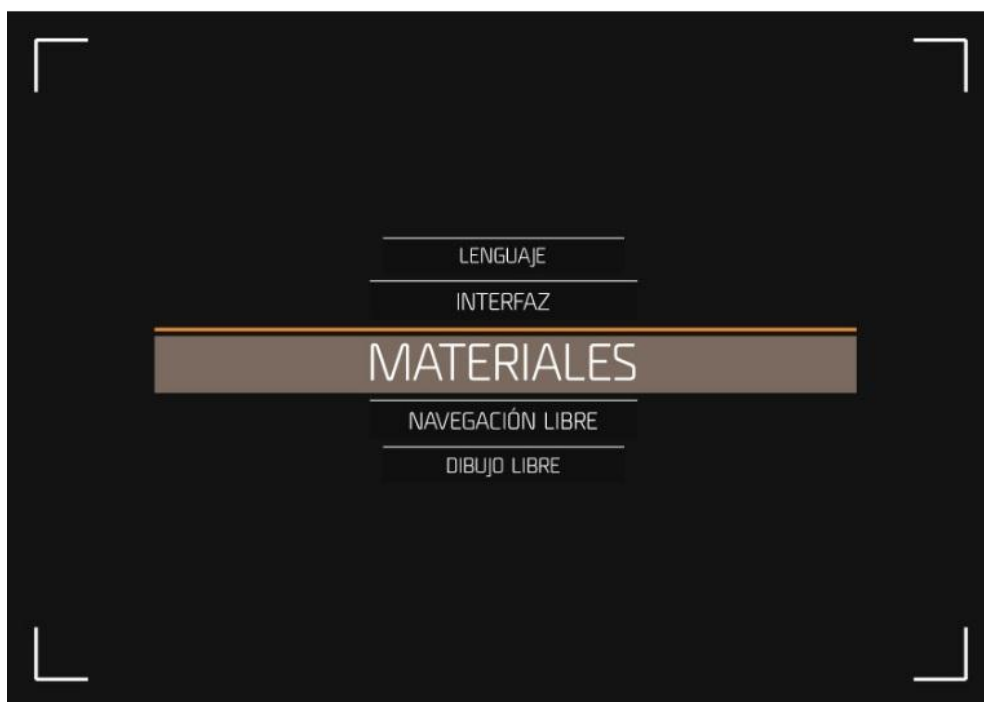 LENGUAJE
INTERFAZ
MATERIALES
NAVEGACIÓN LIBRE
DIBUJO LIBRE